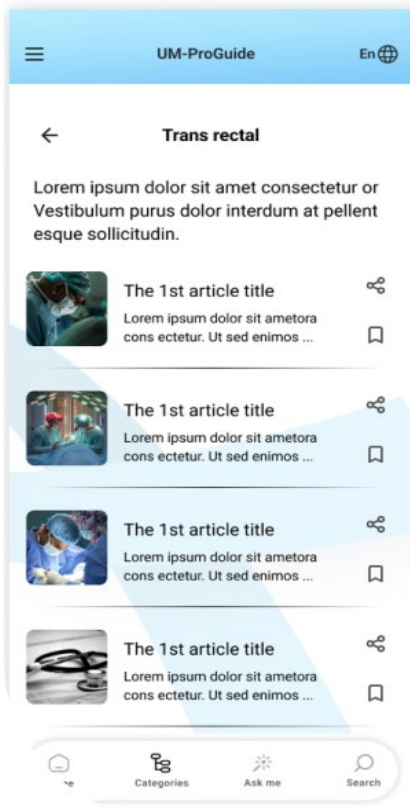 UM-ProGuide
En
Trans rectal
Lorem ipsum dolor sit amet consectetur or
Vestibulum purus dolor interdum at pellent
esque sollicitudin.
The 1st article title
Lorem ipsum dolor sit ametora
cons ectetur. Ut sed enimos ...
The 1st article title
Lorem ipsum dolor sit ametora
cons ectetur. Ut sed enimos ...
The 1st article title
Lorem ipsum dolor sit ametora
cons ectetur. Ut sed enimos ...
The 1st article title
Lorem ipsum dolor sit ametora
cons ectetur. Ut sed enimos ...
Categories
Ask me
Search